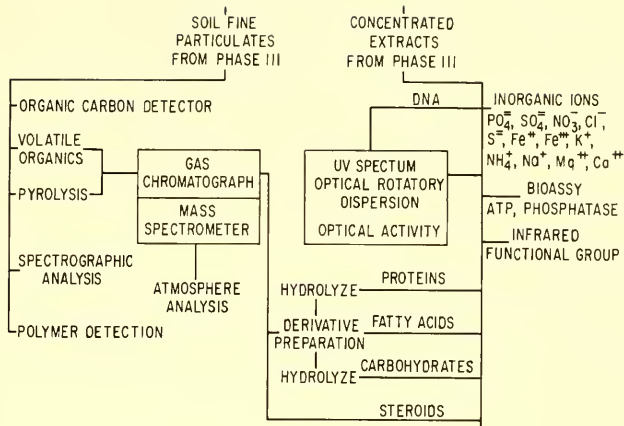 SOIL FINE
PARTICULATES
FROM PHASE III
CONCENTRATED
EXTRACTS
FROM PHASE III
ORGANIC CARBON DETECTOR
VOLATILE
ORGANICS
PYROLYSIS
SPECTROGRAPHIC
ANALYSIS
POLYMER DETECTION
GAS
CHROMATOGRAPH
MASS
SPECTROMETER
ATMOSPHERE
ANALYSIS
DNA
UV SPECTUM
OPTICAL ROTATORY
DISPERSION
OPTICAL ACTIVITY
INORGANIC IONS
PO₄⁼, SO₄⁼, NO₃⁻, Cl⁻,
S⁼, Fe⁺⁺, Fe⁺⁺⁺, K⁺,
NH₄⁺, Na⁺, Mg⁺⁺, Ca⁺⁺
BIOASSY
ATP, PHOSPHATASE
INFRARED
FUNCTIONAL GROUP
PROTEINS
HYDROLYZE
DERIVATIVE
PREPARATION
FATTY ACIDS
CARBOHYDRATES
HYDROLYZE
STEROIDS